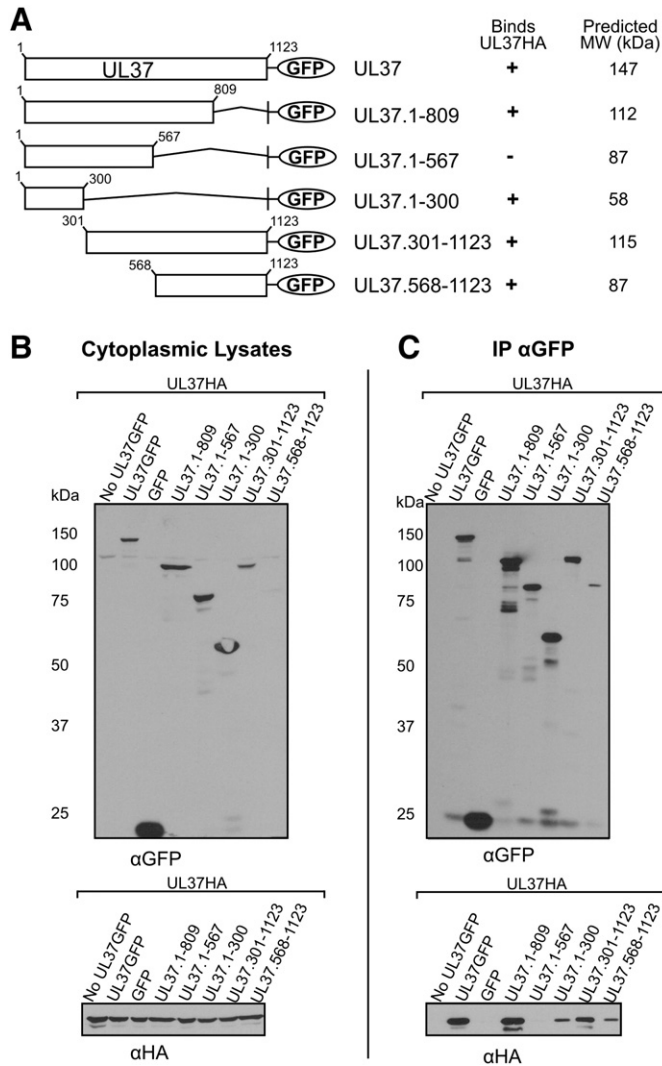 A
Binds UL37HA
Predicted MW (kDa)
1 1123
UL37 GFP UL37 + 147
1 809
GFP UL37.1-809 + 112
1 567
GFP UL37.1-567 - 87
1 300
GFP UL37.1-300 + 58
301 1123
GFP UL37.301-1123 + 115
568 1123
GFP UL37.568-1123 + 87
B Cytoplasmic Lysates
UL37HA
No UL37GFP
UL37GFP
GFP
UL37.1-809
UL37.1-567
UL37.1-300
UL37.301-1123
UL37.568-1123
kDa
150
100
75
50
37
25
αGFP
UL37HA
No UL37GFP
UL37GFP
GFP
UL37.1-809
UL37.1-567
UL37.1-300
UL37.301-1123
UL37.568-1123
αHA
C IP αGFP
UL37HA
No UL37GFP
UL37GFP
GFP
UL37.1-809
UL37.1-567
UL37.1-300
UL37.301-1123
UL37.568-1123
kDa
150
100
75
50
37
25
αGFP
UL37HA
No UL37GFP
UL37GFP
GFP
UL37.1-809
UL37.1-567
UL37.1-300
UL37.301-1123
UL37.568-1123
αHA